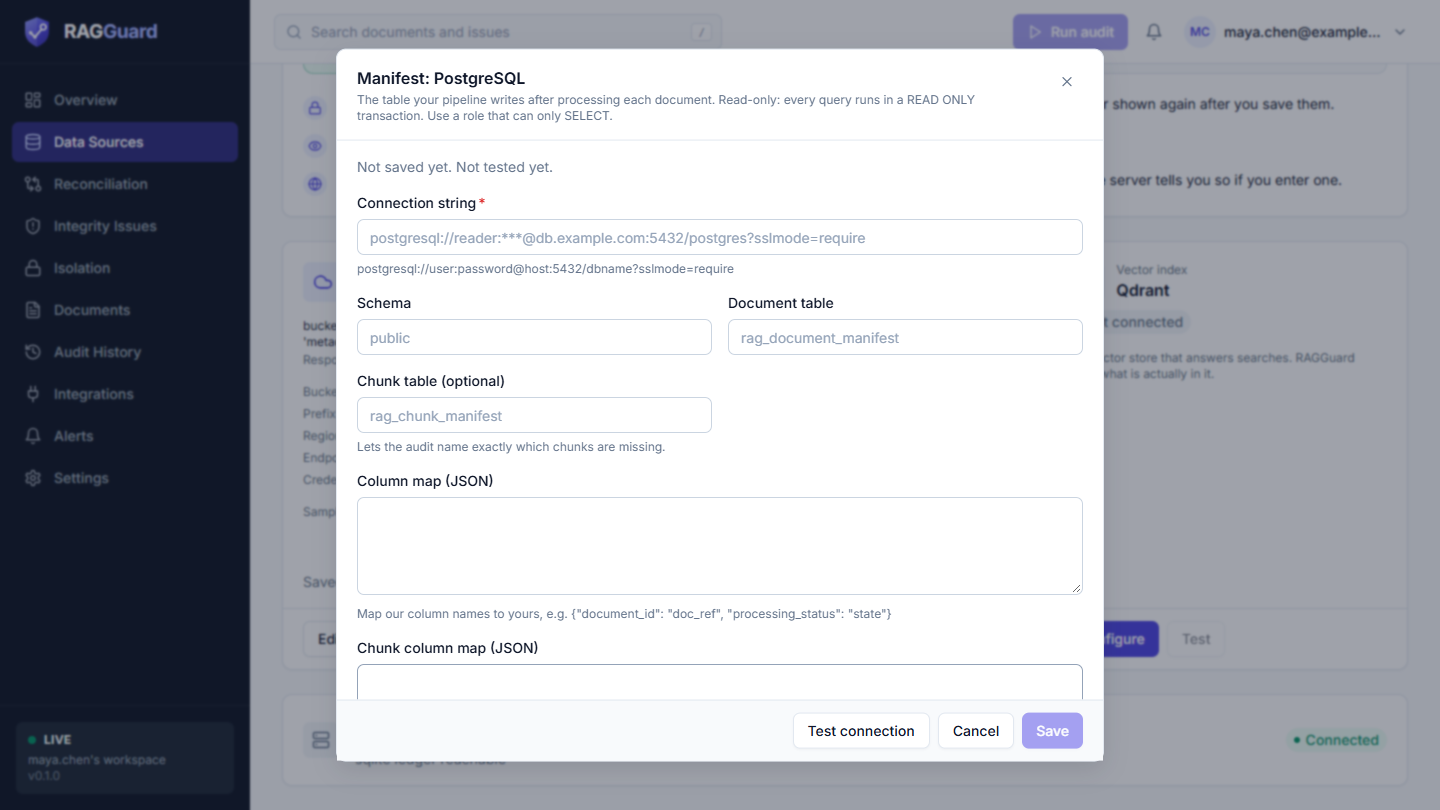 RAGGuard
Search documents and issues
/
Run audit
MC
maya.chen@example...
Overview
Data Sources
Reconciliation
Integrity Issues
Isolation
Documents
Audit History
Integrations
Alerts
Settings
LIVE
maya.chen's workspace
v0.1.0
shown again after you save them.
server tells you so if you enter one.
Vector index
Qdrant
connected
store that answers searches. RAGGuard
what is actually in it.
Test
Connected
Manifest: PostgreSQL
The table your pipeline writes after processing each document. Read-only: every query runs in a READ ONLY
transaction. Use a role that can only SELECT.
Not saved yet. Not tested yet.
Connection string*
postgresql://reader:***@db.example.com:5432/postgres?sslmode=require
postgresql://user:password@host:5432/dbname?sslmode=require
Schema
Document table
public
rag_document_manifest
Chunk table (optional)
rag_chunk_manifest
Lets the audit name exactly which chunks are missing.
Column map (JSON)
Map our column names to yours, e.g. {"document_id": "doc_ref", "processing_status": "state"}
Chunk column map (JSON)
Test connection
Cancel
Save